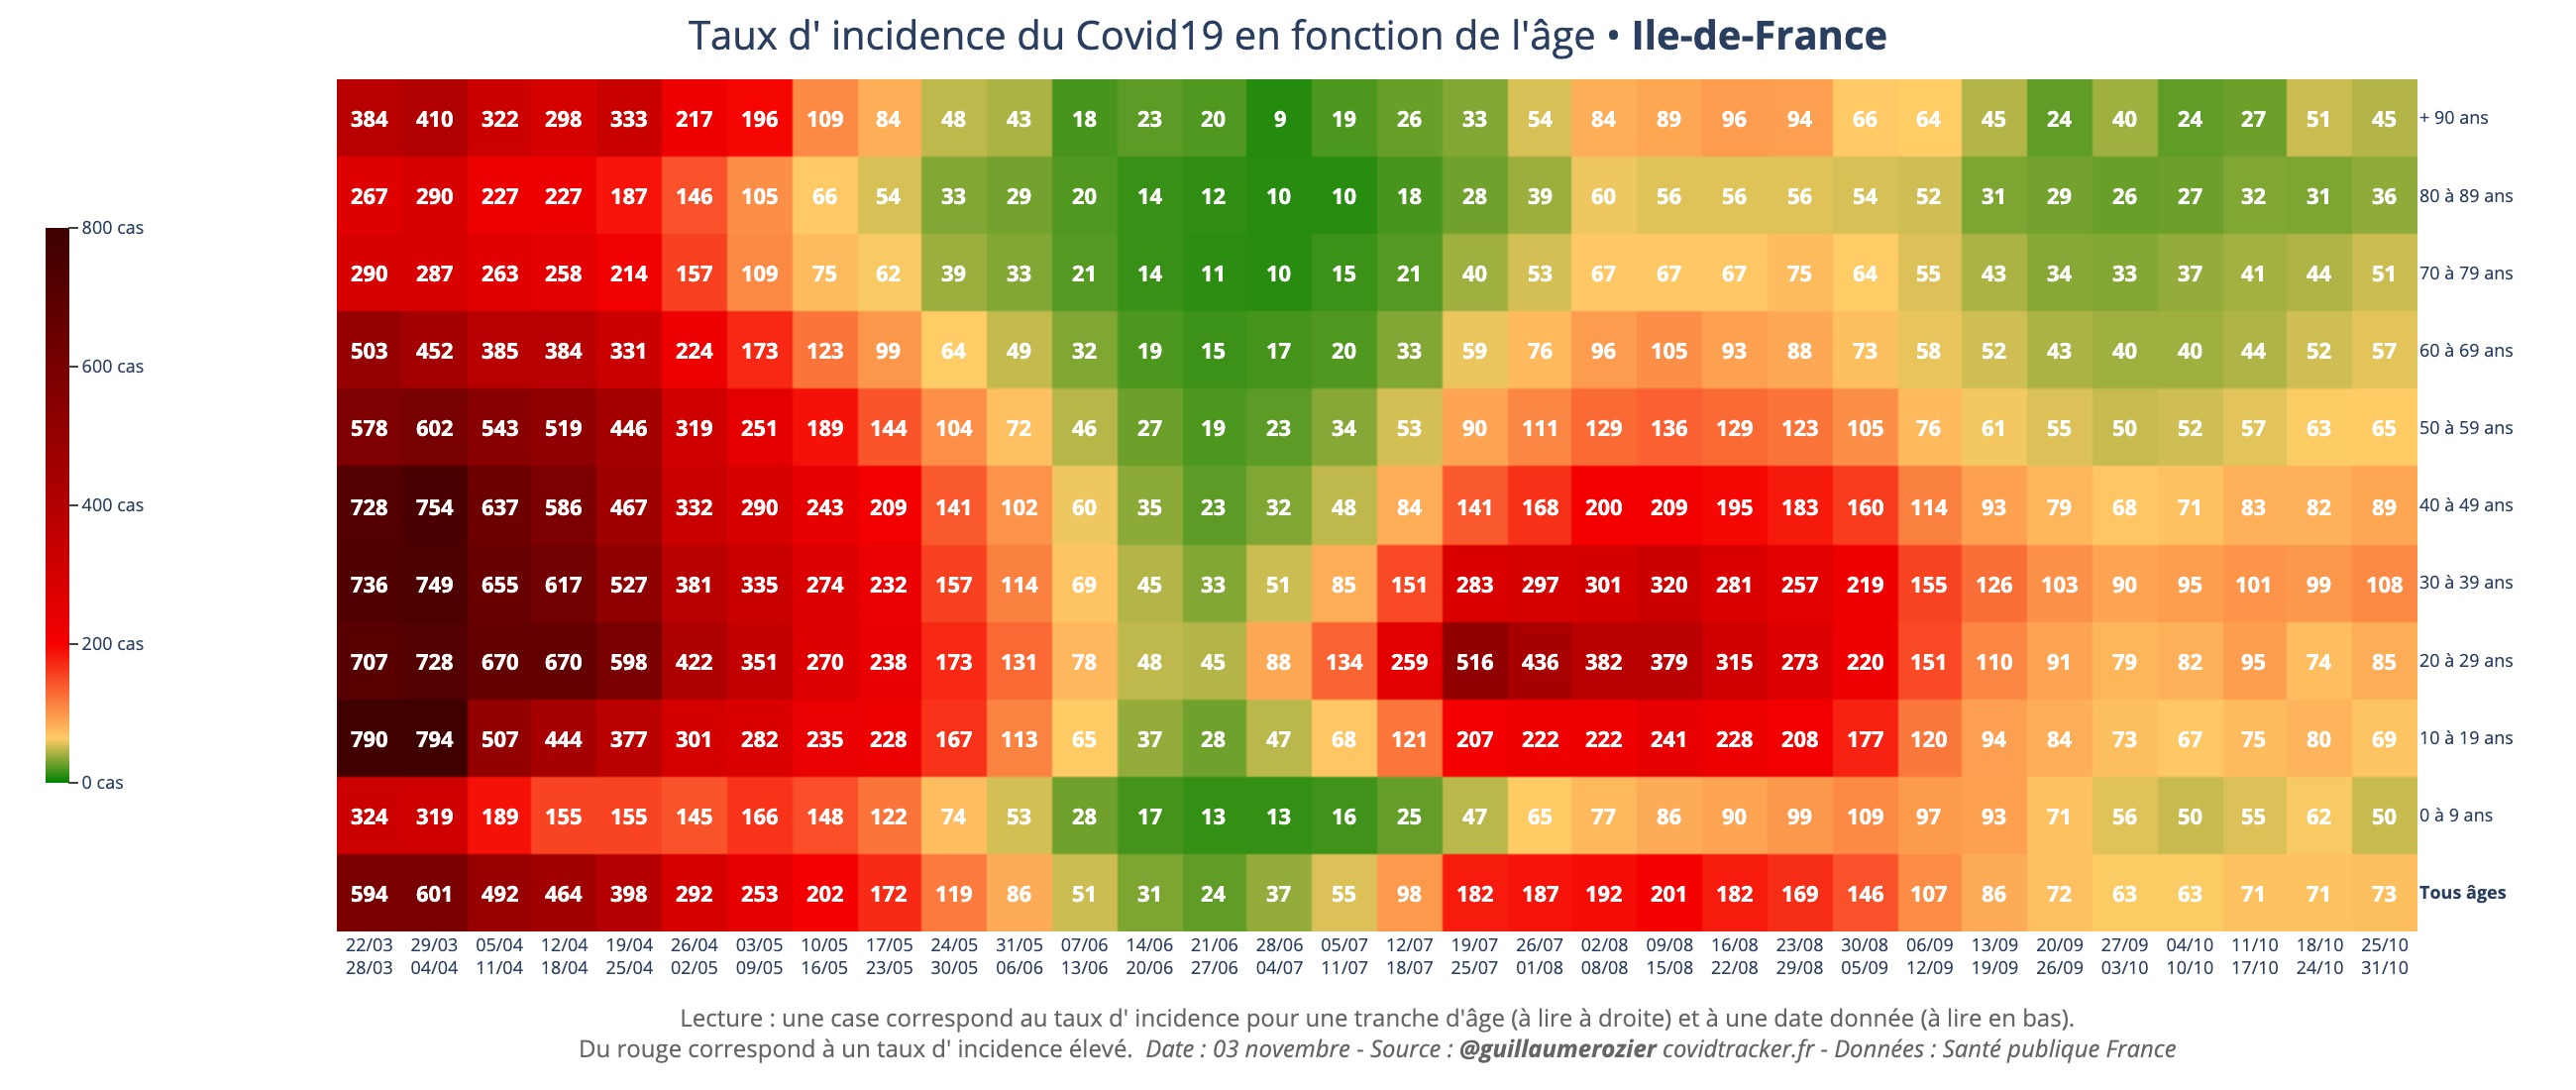 Taux d' incidence du Covid19 en fonction de l'âge • Ile-de-France
384 410 322 298 333 217 196 109 84 48 43 18 23 20 9 19 26 33 54 84 89 96 94 66 64 45 24 40 24 27 51 45 + 90 ans
267 290 227 227 187 146 105 66 54 33 29 20 14 12 10 10 18 28 39 60 56 56 56 54 52 31 29 26 27 32 31 36 80 à 89 ans
800 cas
290 287 263 258 214 157 109 75 62 39 33 21 14 11 10 15 21 40 53 67 67 67 75 64 55 43 34 33 37 41 44 51 70 à 79 ans
503 452 385 384 331 224 173 123 99 64 49 32 19 15 17 20 33 59 76 96 105 93 88 73 58 52 43 40 40 44 52 57 60 à 69 ans
600 cas
578 602 543 519 446 319 251 189 144 104 72 46 27 19 23 34 53 90 111 129 136 129 123 105 76 61 55 50 52 57 63 65 50 à 59 ans
400 cas
728 754 637 586 467 332 290 243 209 141 102 60 35 23 32 48 84 141 168 200 209 195 183 160 114 93 79 68 71 83 82 89 40 à 49 ans
736 749 655 617 527 381 335 274 232 157 114 69 45 33 51 85 151 283 297 301 320 281 257 219 155 126 103 90 95 101 99 108 30 à 39 ans
200 cas
707 728 670 670 598 422 351 270 238 173 131 78 48 45 88 134 259 516 436 382 379 315 273 220 151 110 91 79 82 95 74 85 20 à 29 ans
790 794 507 444 377 301 282 235 228 167 113 65 37 28 47 68 121 207 222 222 241 228 208 177 120 94 84 73 67 75 80 69 10 à 19 ans
0 cas
324 319 189 155 155 145 166 148 122 74 53 28 17 13 13 16 25 47 65 77 86 90 99 109 97 93 71 56 50 55 62 50 0 à 9 ans
594 601 492 464 398 292 253 202 172 119 86 51 31 24 37 55 98 182 187 192 201 182 169 146 107 86 72 63 63 71 71 73 Tous âges
22/03 29/03 05/04 12/04 19/04 26/04 03/05 10/05 17/05 24/05 31/05 07/06 14/06 21/06 28/06 05/07 12/07 19/07 26/07 02/08 09/08 16/08 23/08 30/08 06/09 13/09 20/09 27/09 04/10 11/10 18/10 25/10
28/03 04/04 11/04 18/04 25/04 02/05 09/05 16/05 23/05 30/05 06/06 13/06 20/06 27/06 04/07 11/07 18/07 25/07 01/08 08/08 15/08 22/08 29/08 05/09 12/09 19/09 26/09 03/10 10/10 17/10 24/10 31/10
Lecture : une case correspond au taux d' incidence pour une tranche d'âge (à lire à droite) et à une date donnée (à lire en bas).
Du rouge correspond à un taux d' incidence élevé. Date : 03 novembre - Source : @guillaumerozier covidtracker.fr - Données : Santé publique France